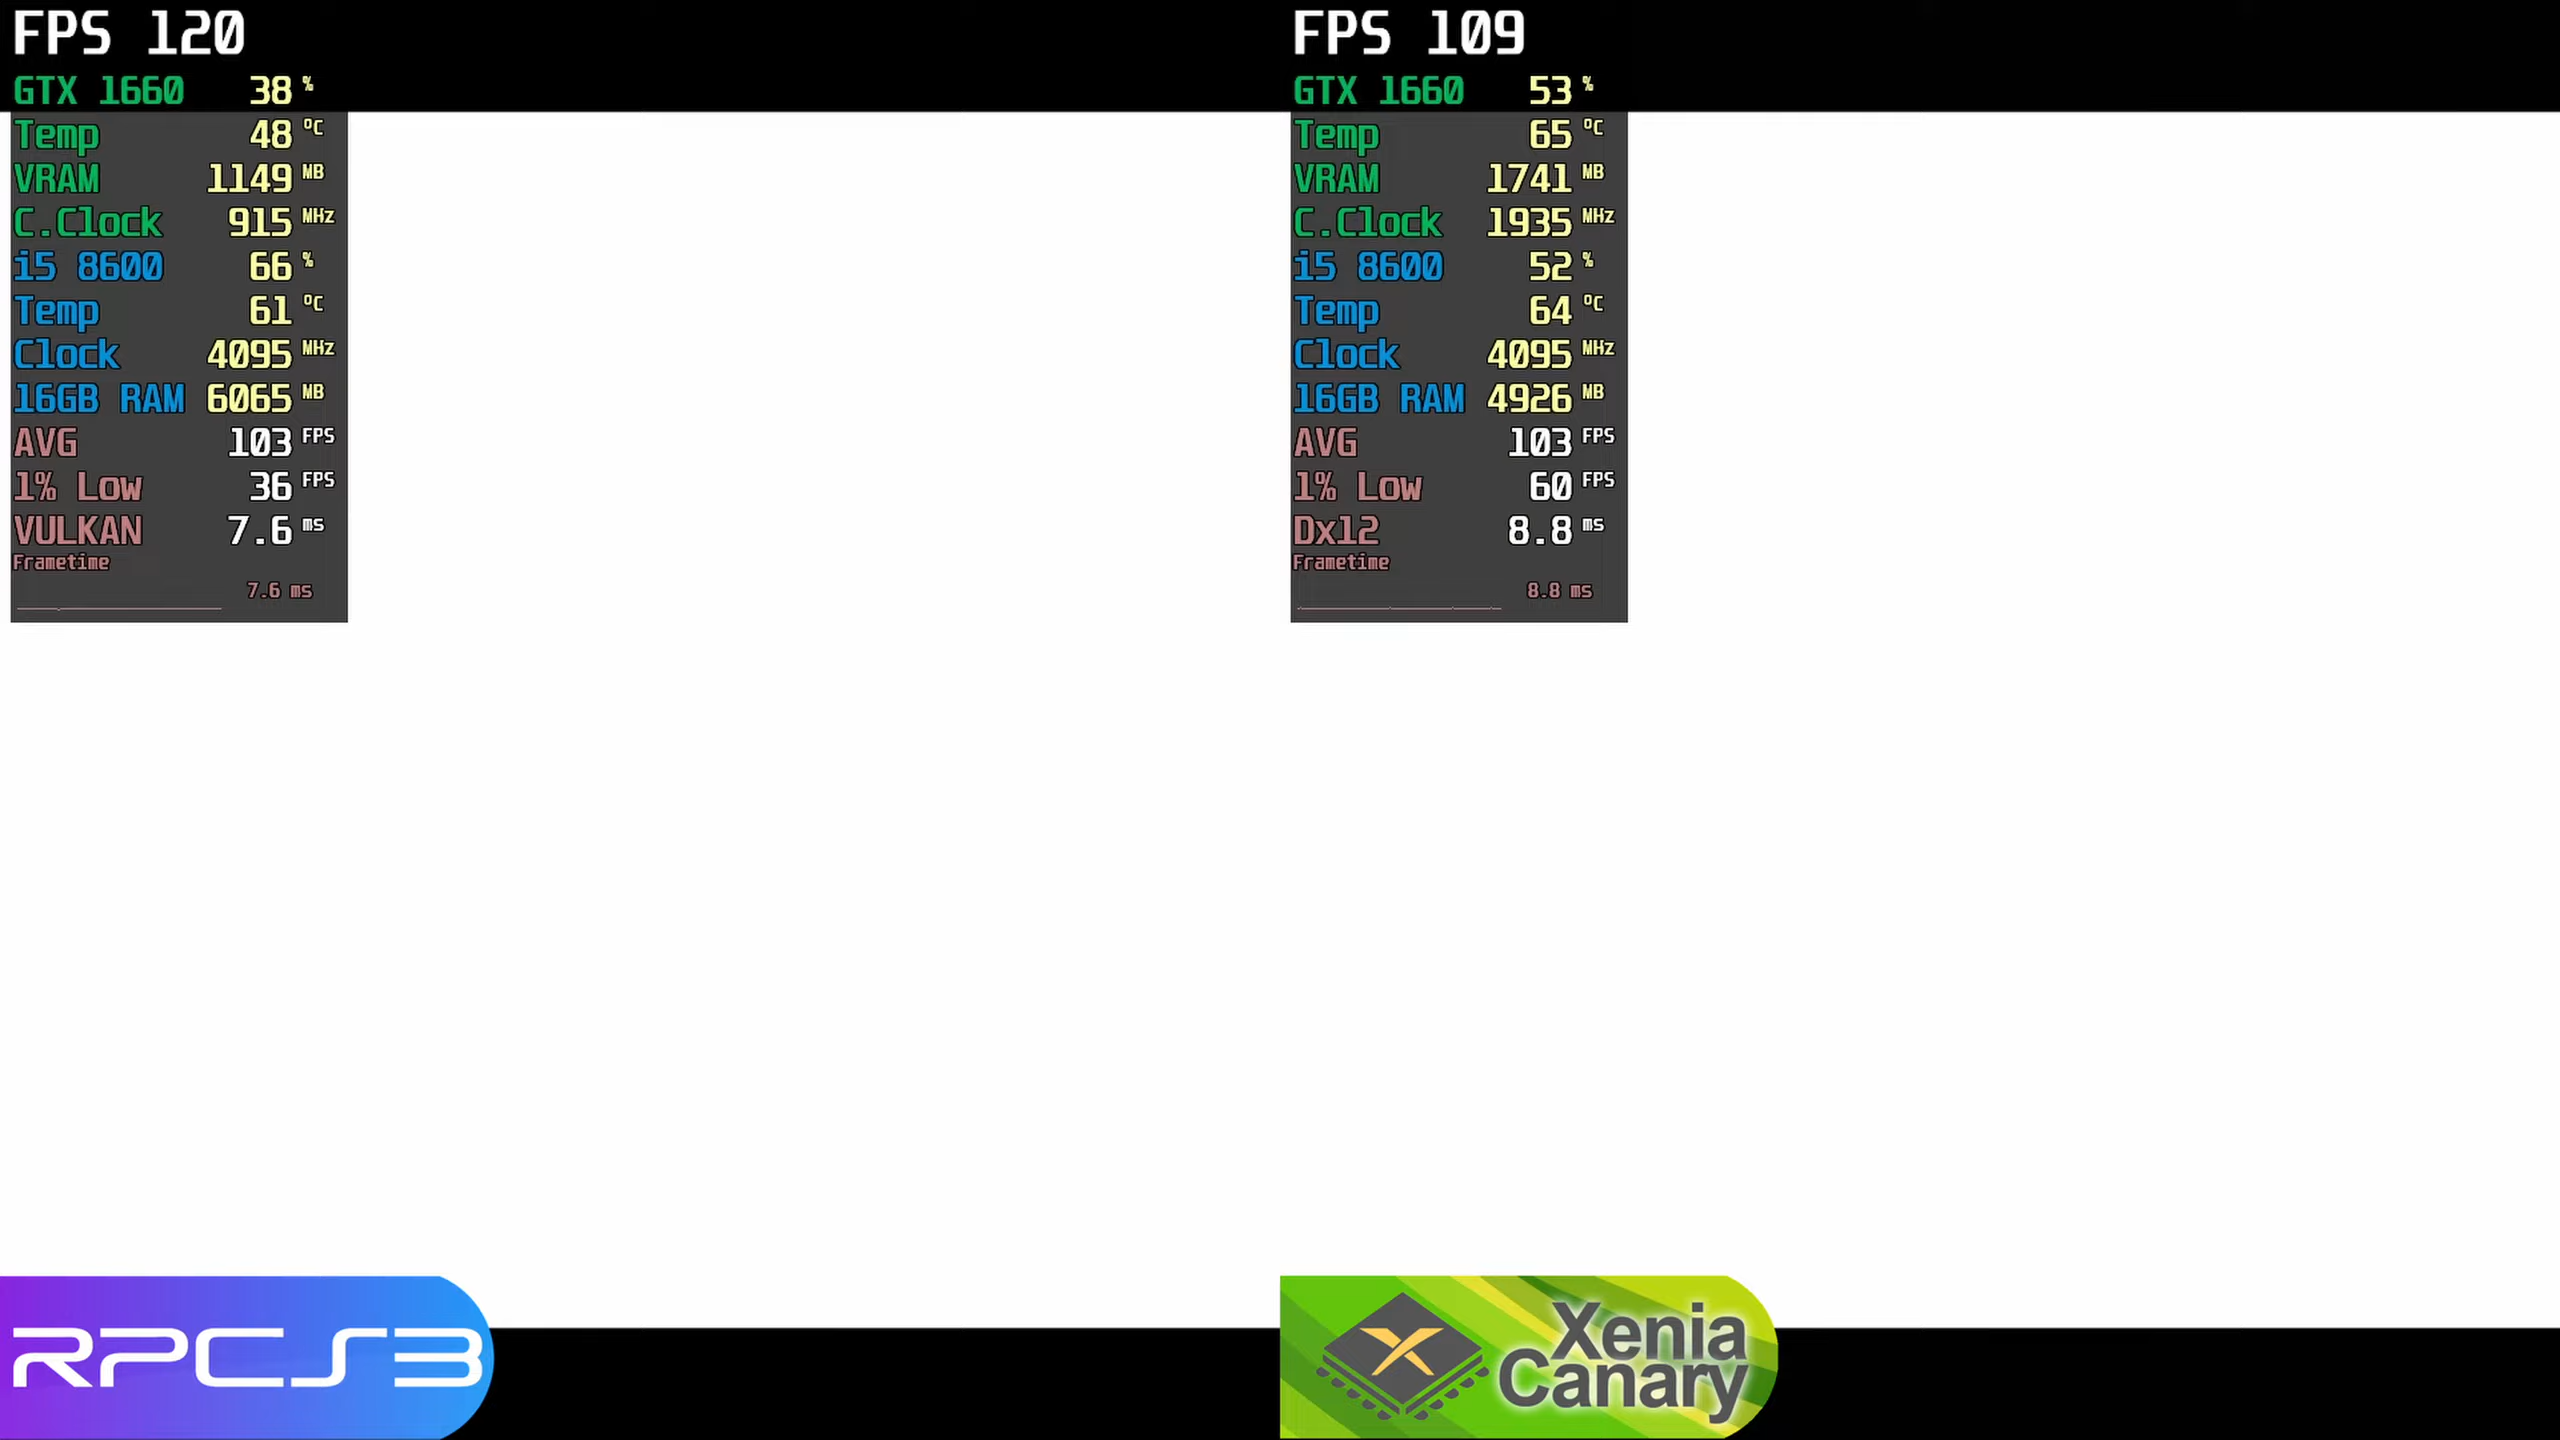 FPS 120
GTX 1660 38 %
Temp 48 °C
VRAM 1149 MB
C.Clock 915 MHz
i5 8600 66 %
Temp 61 °C
Clock 4095 MHz
16GB RAM 6065 MB
AVG 103 FPS
1% Low 36 FPS
VULKAN 7.6 ms
Frametime
7.6 ms
RPCS3
FPS 109
GTX 1660 53 %
Temp 65 °C
VRAM 1741 MB
C.Clock 1935 MHz
i5 8600 52 %
Temp 64 °C
Clock 4095 MHz
16GB RAM 4926 MB
AVG 103 FPS
1% Low 60 FPS
Dx12 8.8 ms
Frametime
8.8 ms
Xenia
Canary